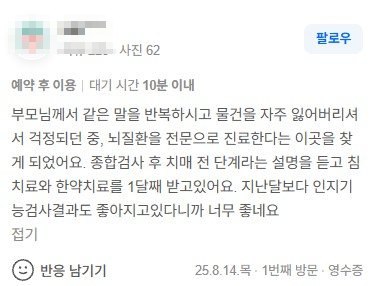 사진 62
팔로우
예약 후 이용 | 대기 시간 10분 이내
부모님께서 같은 말을 반복하시고 물건을 자주 잃어버리셔
서 걱정되던 중, 뇌질환을 전문으로 진료한다는 이곳을 찾
게 되었어요. 종합검사 후 치매 전 단계라는 설명을 듣고 침
치료와 한약치료를 1달째 받고있어요. 지난달보다 인지기
능검사결과도 좋아지고있다니까 너무 좋네요
접기
반응 남기기
25.8.14.목 · 1번째 방문 · 영수증